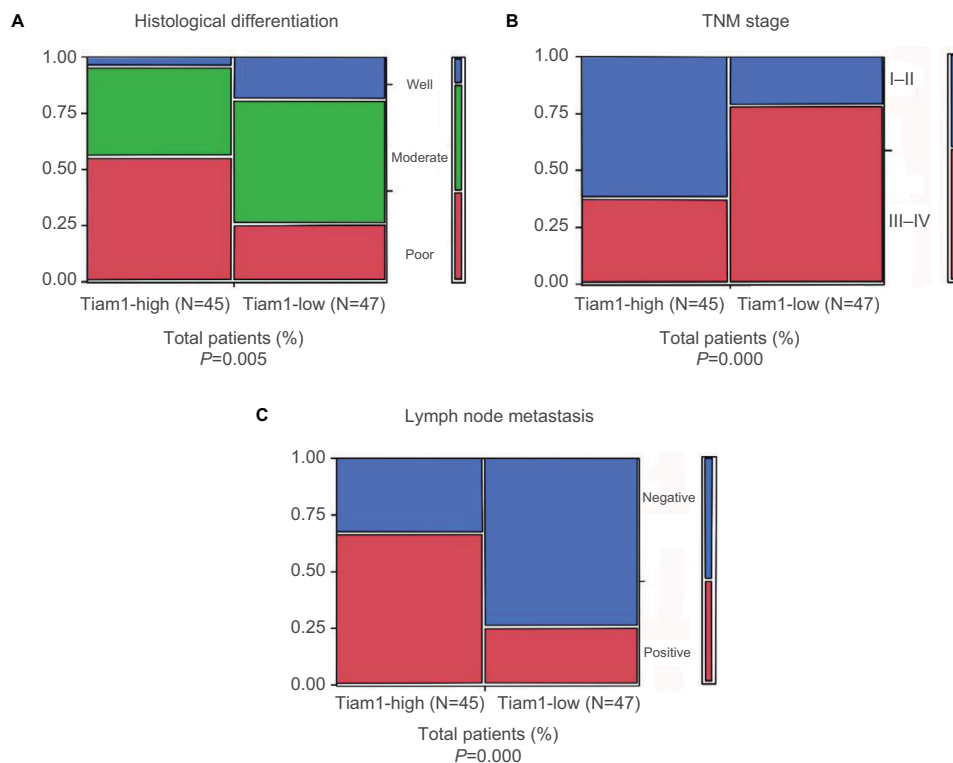 A
Histological differentiation
1.00
0.75
0.50
0.25
0.00
Well
Moderate
Poor
Tiam1-high (N=45)
Tiam1-low (N=47)
Total patients (%)
P=0.005
B
TNM stage
1.00
0.75
0.50
0.25
0.00
I–II
III–IV
Tiam1-high (N=45)
Tiam1-low (N=47)
Total patients (%)
P=0.000
C
Lymph node metastasis
1.00
0.75
0.50
0.25
0.00
Negative
Positive
Tiam1-high (N=45)
Tiam1-low (N=47)
Total patients (%)
P=0.000